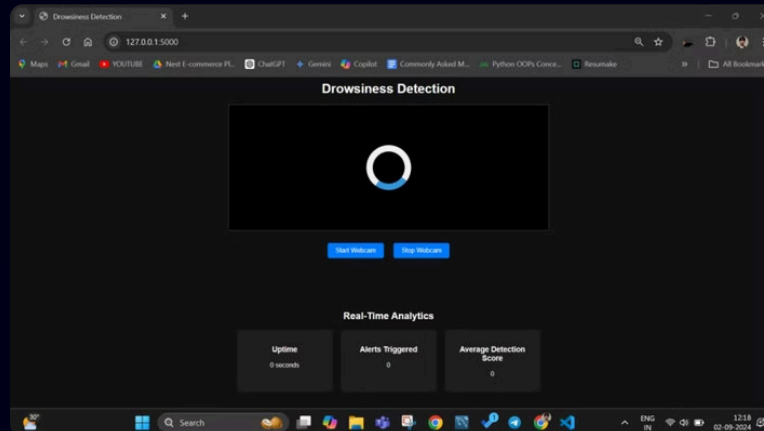 Drowsiness Detection
127.0.0.1:5000
Maps Gmail YOUTUBE Nest E-commerce Pl... ChatGPT Gemini Copilot Commonly Asked M... Python OOPs Conce... Resumake » All Bookmark
Drowsiness Detection
Start Webcam Stop Webcam
Real-Time Analytics
Uptime
0 seconds
Alerts Triggered
0
Average Detection
Score
0
30°
Search
ENG
IN
12:18
02-09-2024